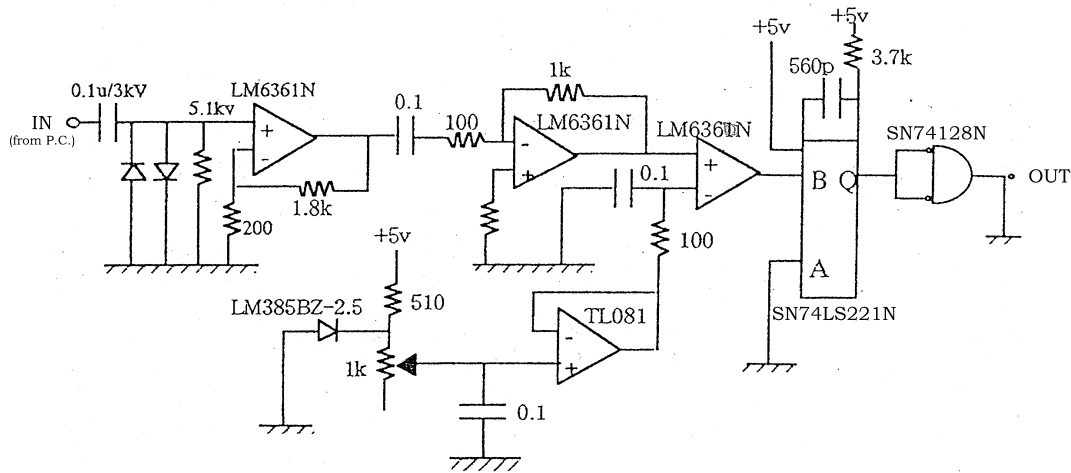 +5v
+5v
3.7k
560p
1k
0.1u/3kV
LM6361N
5.1kv
0.1
100
LM6361N
SN74128N
IN
(from P.C.)
+
-
-
+
+
-
0.1
B
Q
OUT
1.8k
200
+5v
100
A
LM385BZ-2.5
510
TL081
SN74LS221N
1k
-
+
0.1